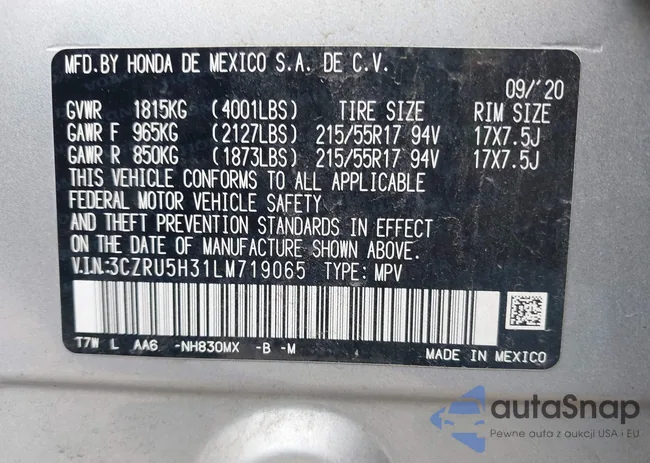 MFD. BY HONDA DE MEXICO S.A. DE C.V.
09/'20
GVWR 1815KG (4001LBS) TIRE SIZE RIM SIZE
GAWR F 965KG (2127LBS) 215/55R17 94V 17X7.5J
GAWR R 850KG (1873LBS) 215/55R17 94V 17X7.5J
THIS VEHICLE CONFORMS TO ALL APPLICABLE
FEDERAL MOTOR VEHICLE SAFETY
AND THEFT PREVENTION STANDARDS IN EFFECT
ON THE DATE OF MANUFACTURE SHOWN ABOVE.
V.I.N:3CZRU5H31LM719065 TYPE: MPV
T7W L AA6 -NH830MX -B -M
MADE IN MEXICO
autaSnap
Pewne auta z aukcji USA i EU